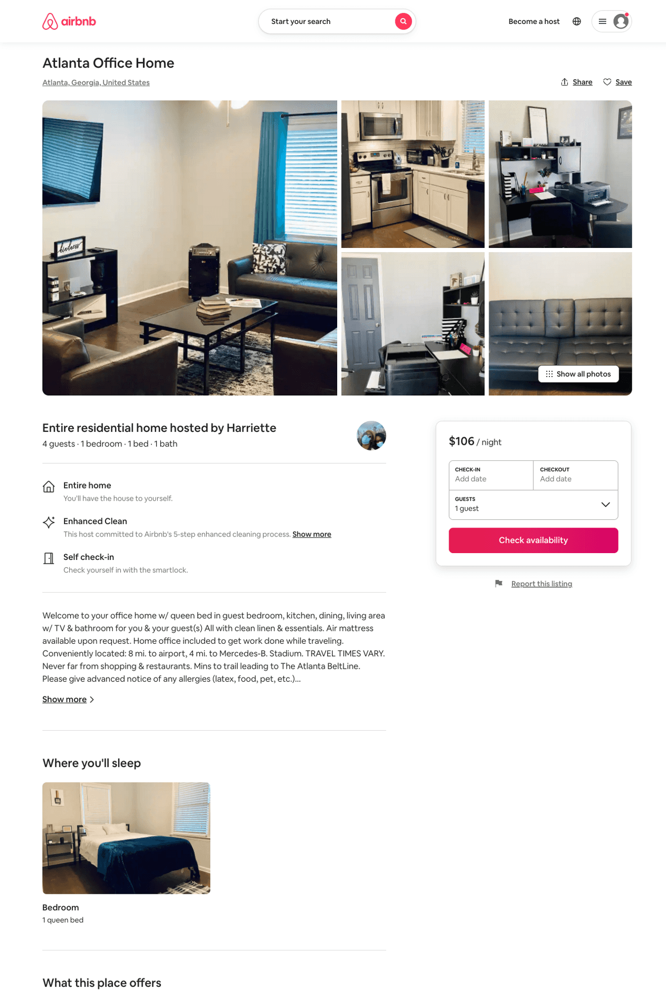 airbnb
Start your search
Become a host
Atlanta Office Home
Atlanta, Georgia, United States
Share
Save
kindness
Show all photos
Entire residential home hosted by Harriette
4 guests · 1 bedroom · 1 bed · 1 bath
Entire home
You'll have the house to yourself.
Enhanced Clean
This host committed to Airbnb's 5-step enhanced cleaning process. Show more
Self check-in
Check yourself in with the smartlock.
Welcome to your office home w/ queen bed in guest bedroom, kitchen, dining, living area
w/ TV & bathroom for you & your guest(s) All with clean linen & essentials. Air mattress
available upon request. Home office included to get work done while traveling.
Conveniently located: 8 mi. to airport, 4 mi. to Mercedes-B. Stadium. TRAVEL TIMES VARY.
Never far from shopping & restaurants. Mins to trail leading to The Atlanta BeltLine.
Please give advanced notice of any allergies (latex, food, pet, etc.)...
Show more
$106 / night
CHECK-IN
Add date
CHECKOUT
Add date
GUESTS
1 guest
Check availability
Report this listing
Where you'll sleep
Bedroom
1 queen bed
What this place offers